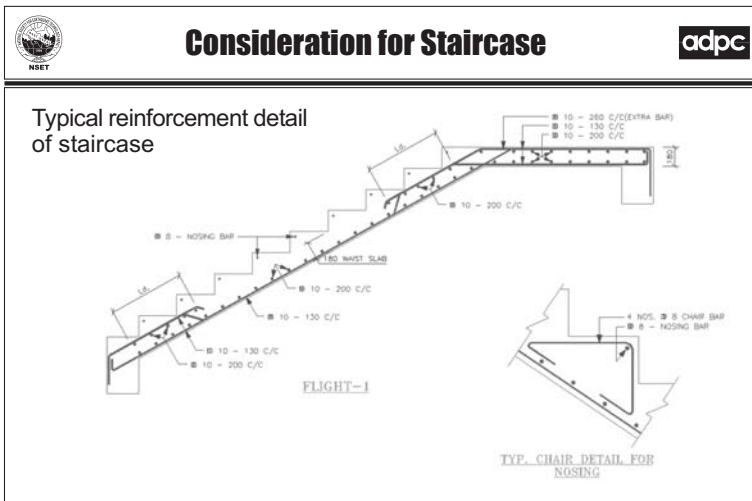 NSET
Consideration for Staircase
adpc
Typical reinforcement detail
of staircase
10 - 260 C/C(EXTRA BAR)
10 - 130 C/C
10 - 200 C/C
Ld.
180
10 - 200 C/C
8 - NOSING BAR
180 WAIST SLAB
Ld.
10 - 200 C/C
10 - 130 C/C
10 - 130 C/C
10 - 200 C/C
FLIGHT-1
4 NOS. 8 CHAIR BAR
8 - NOSING BAR
TYP. CHAIR DETAIL FOR
NOSING